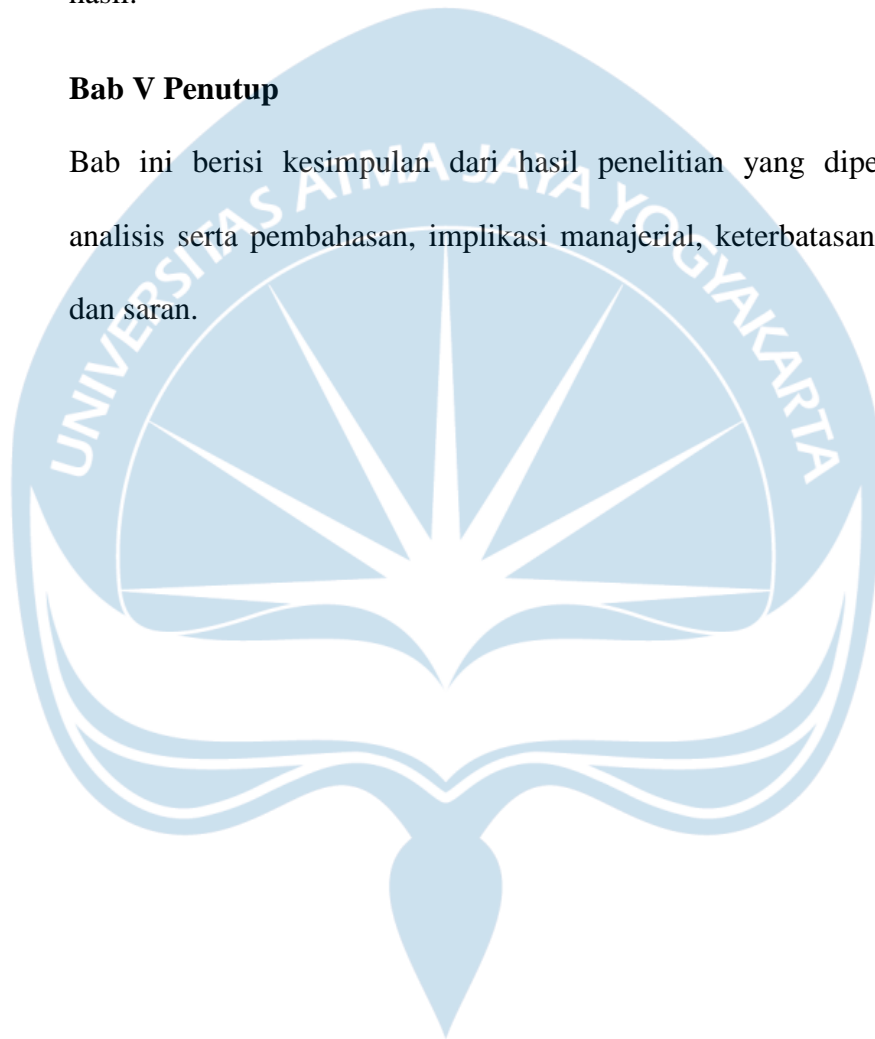 hasil.
Bab V Penutup
Bab ini berisi kesimpulan dari hasil penelitian yang dipe
analisis serta pembahasan, implikasi manajerial, keterbatasan
dan saran.
UNIVERSITAS ATMA JAYA YOGYAKARTA